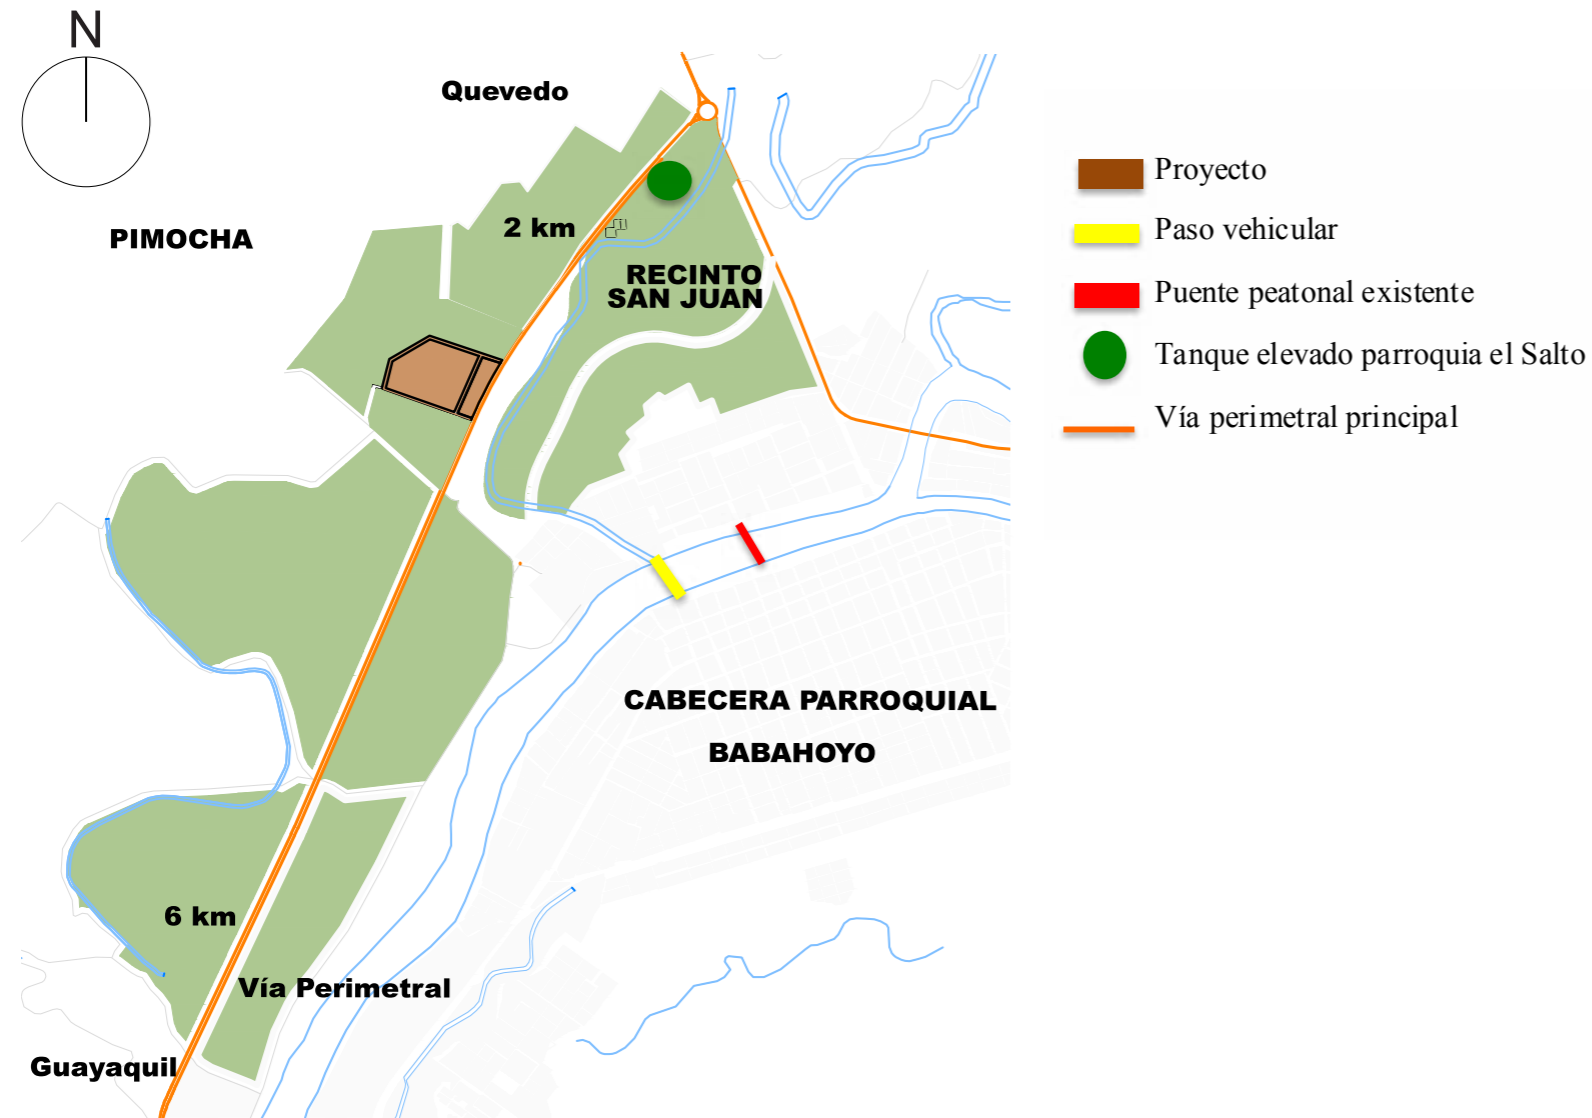 N
Quevedo
PIMOCHA
2 km
RECINTO
SAN JUAN
CABECERA PARROQUIAL
BABAHOYO
6 km
Vía Perimetral
Guayaquil
Proyecto
Paso vehicular
Puente peatonal existente
Tanque elevado parroquia el Salto
Vía perimetral principal